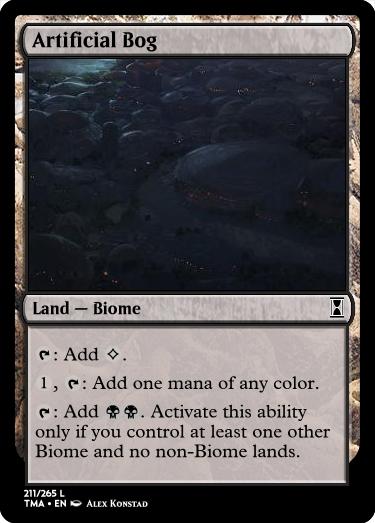 Artificial Bog
Land — Biome
: Add .
1 , : Add one mana of any color.
: Add . Activate this ability
only if you control at least one other
Biome and no non-Biome lands.
211/265 L
TMA • EN ALEX KONSTAD